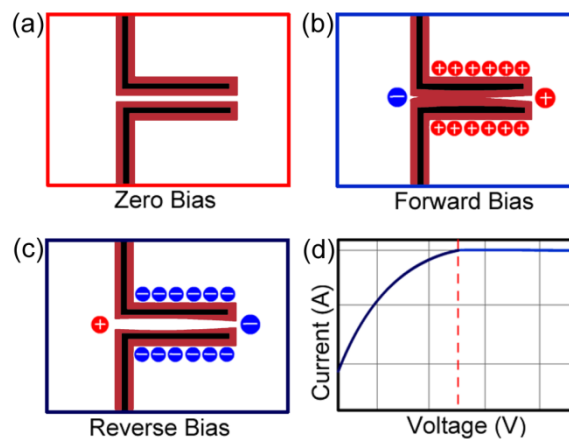 (a)
Zero Bias
(b)
− +
+ + + + + +
+ + + + + +
Forward Bias
(c)
+ −
− − − − − −
− − − − − −
Reverse Bias
(d)
Current (A)
Voltage (V)